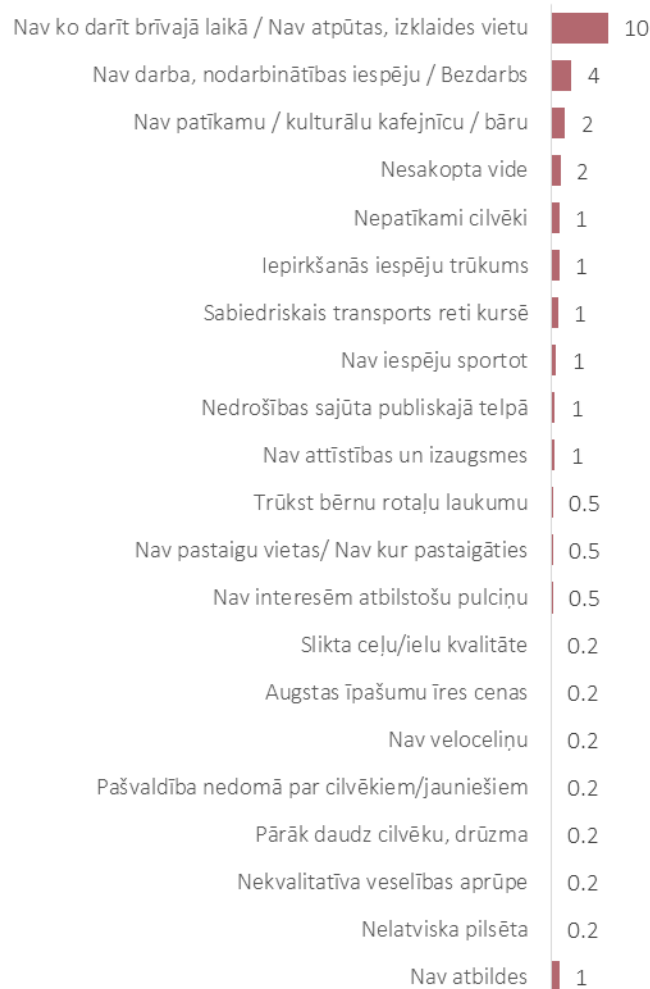 Nav ko darīt brīvajā laikā / Nav atpūtas, izklaides vietu 10
Nav darba, nodarbinātības iespēju / Bezdarbs 4
Nav patīkamu / kulturālu kafejnīcu / bāru 2
Nesakopta vide 2
Nepatīkami cilvēki 1
Iepirkšanās iespēju trūkums 1
Sabiedriskais transports reti kursē 1
Nav iespēju sportot 1
Nedrošības sajūta publiskajā telpā 1
Nav attīstības un izaugsmes 1
Trūkst bērnu rotaļu laukumu 0.5
Nav pastaigu vietas/ Nav kur pastaigāties 0.5
Nav interesēm atbilstošu pulciņu 0.5
Slikta ceļu/ielu kvalitāte 0.2
Augstas īpašumu īres cenas 0.2
Nav veloceliņu 0.2
Pašvaldība nedomā par cilvēkiem/jauniešiem 0.2
Pārāk daudz cilvēku, drūzma 0.2
Nekvalitatīva veselības aprūpe 0.2
Nelatviska pilsēta 0.2
Nav atbildes 1